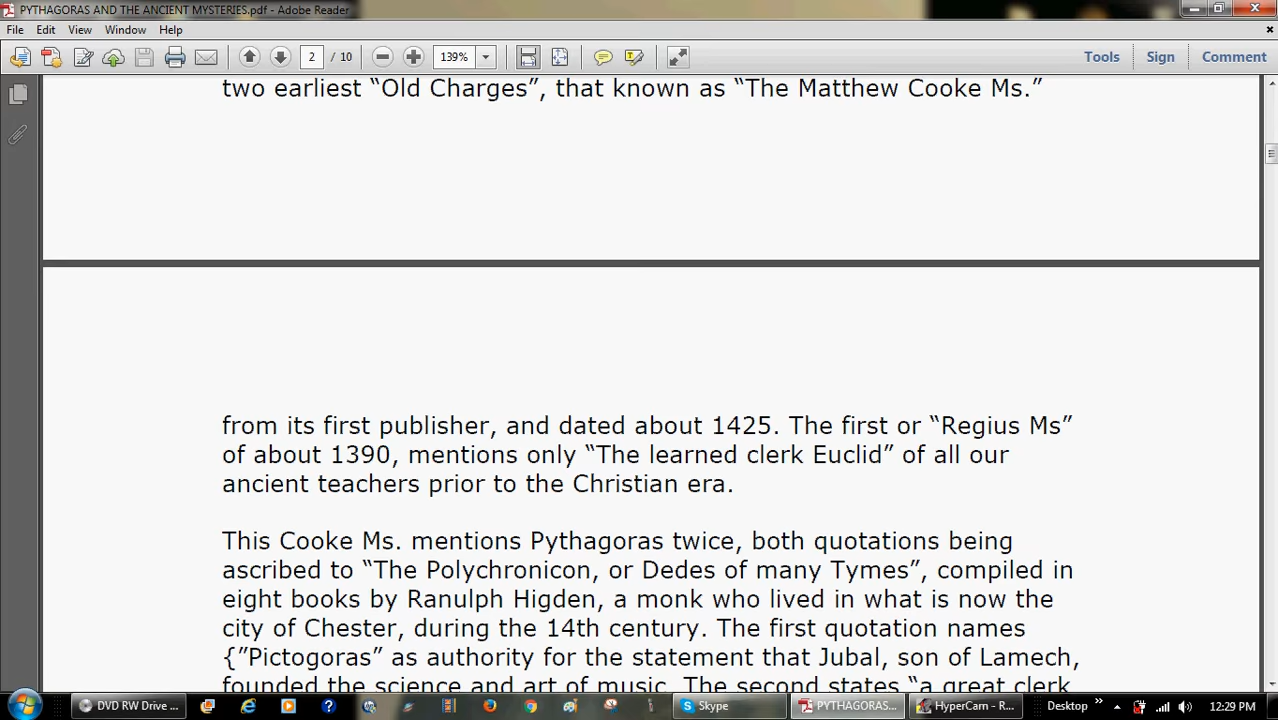 PYTHAGORAS AND THE ANCIENT MYSTERIES.pdf - Adobe Reader
File Edit View Window Help
2 / 10 139% Tools Sign Comment
two earliest “Old Charges”, that known as “The Matthew Cooke Ms.”
from its first publisher, and dated about 1425. The first or “Regius Ms”
of about 1390, mentions only “The learned clerk Euclid” of all our
ancient teachers prior to the Christian era.
This Cooke Ms. mentions Pythagoras twice, both quotations being
ascribed to “The Polychronicon, or Dedes of many Tymes”, compiled in
eight books by Ranulph Higden, a monk who lived in what is now the
city of Chester, during the 14th century. The first quotation names
{”Pictogoras” as authority for the statement that Jubal, son of Lamech,
founded the science and art of music. The second states “a great clerk
DVD RW Drive ... Skype PYTHAGORAS... HyperCam - R... Desktop » 12:29 PM